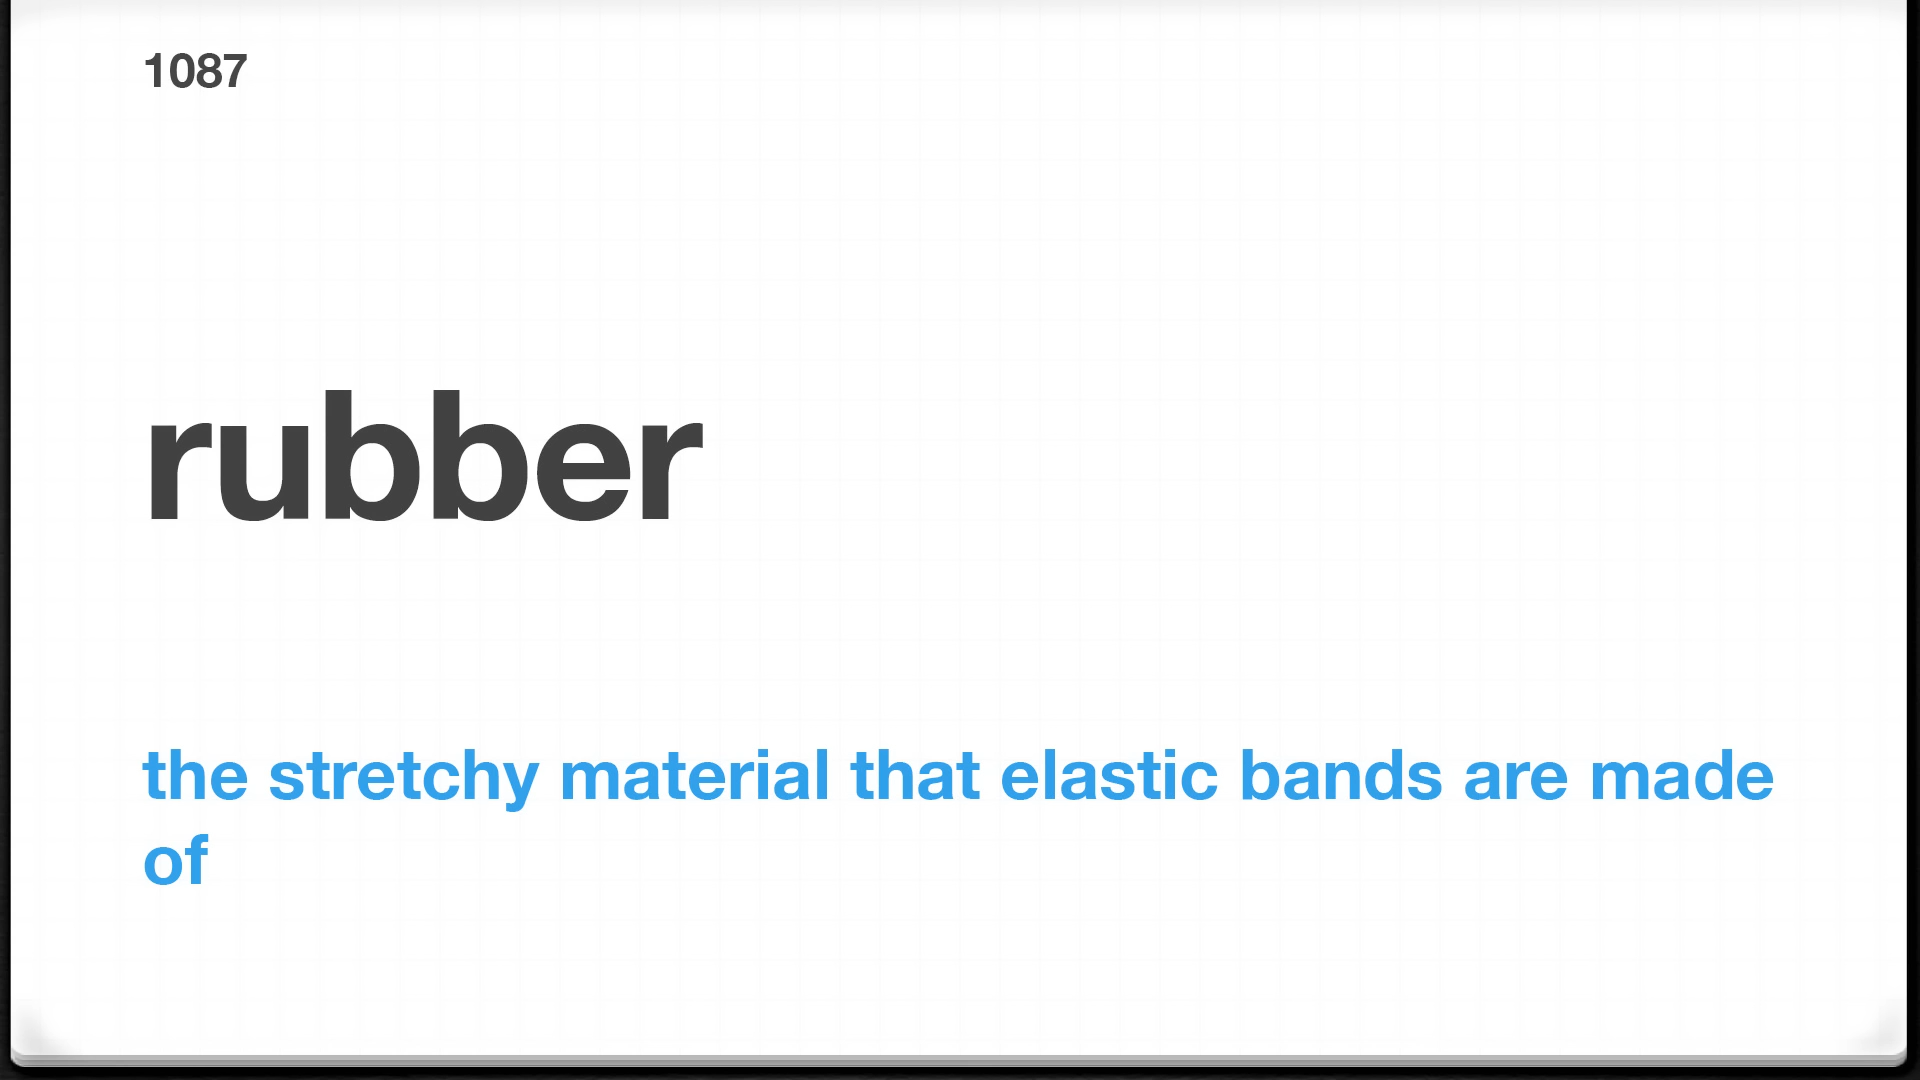 1087
rubber
the stretchy material that elastic bands are made
of